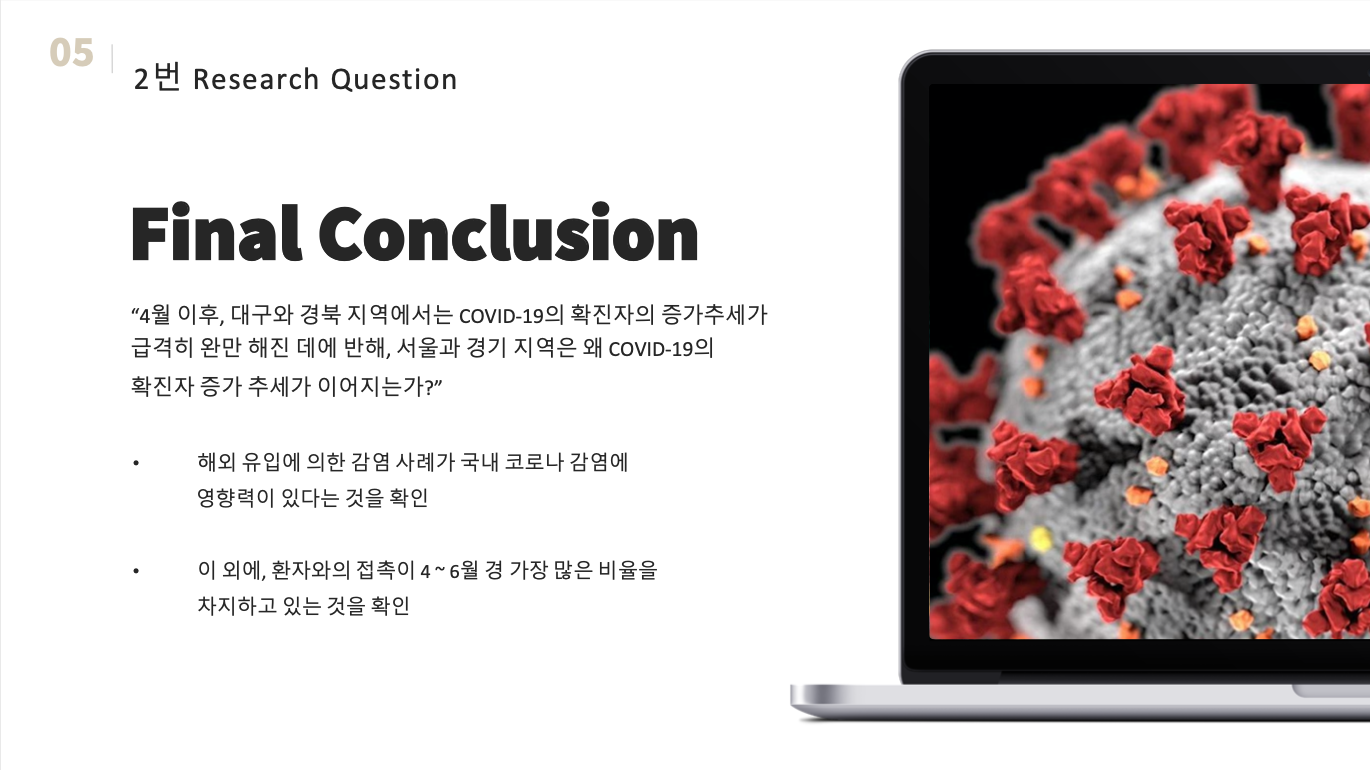 05
2번 Research Question
Final Conclusion
“4월 이후, 대구와 경북 지역에서는 COVID-19의 확진자의 증가추세가
급격히 완만 해진 데에 반해, 서울과 경기 지역은 왜 COVID-19의
확진자 증가 추세가 이어지는가?”
• 해외 유입에 의한 감염 사례가 국내 코로나 감염에
영향력이 있다는 것을 확인
• 이 외에, 환자와의 접촉이 4 ~ 6월 경 가장 많은 비율을
차지하고 있는 것을 확인